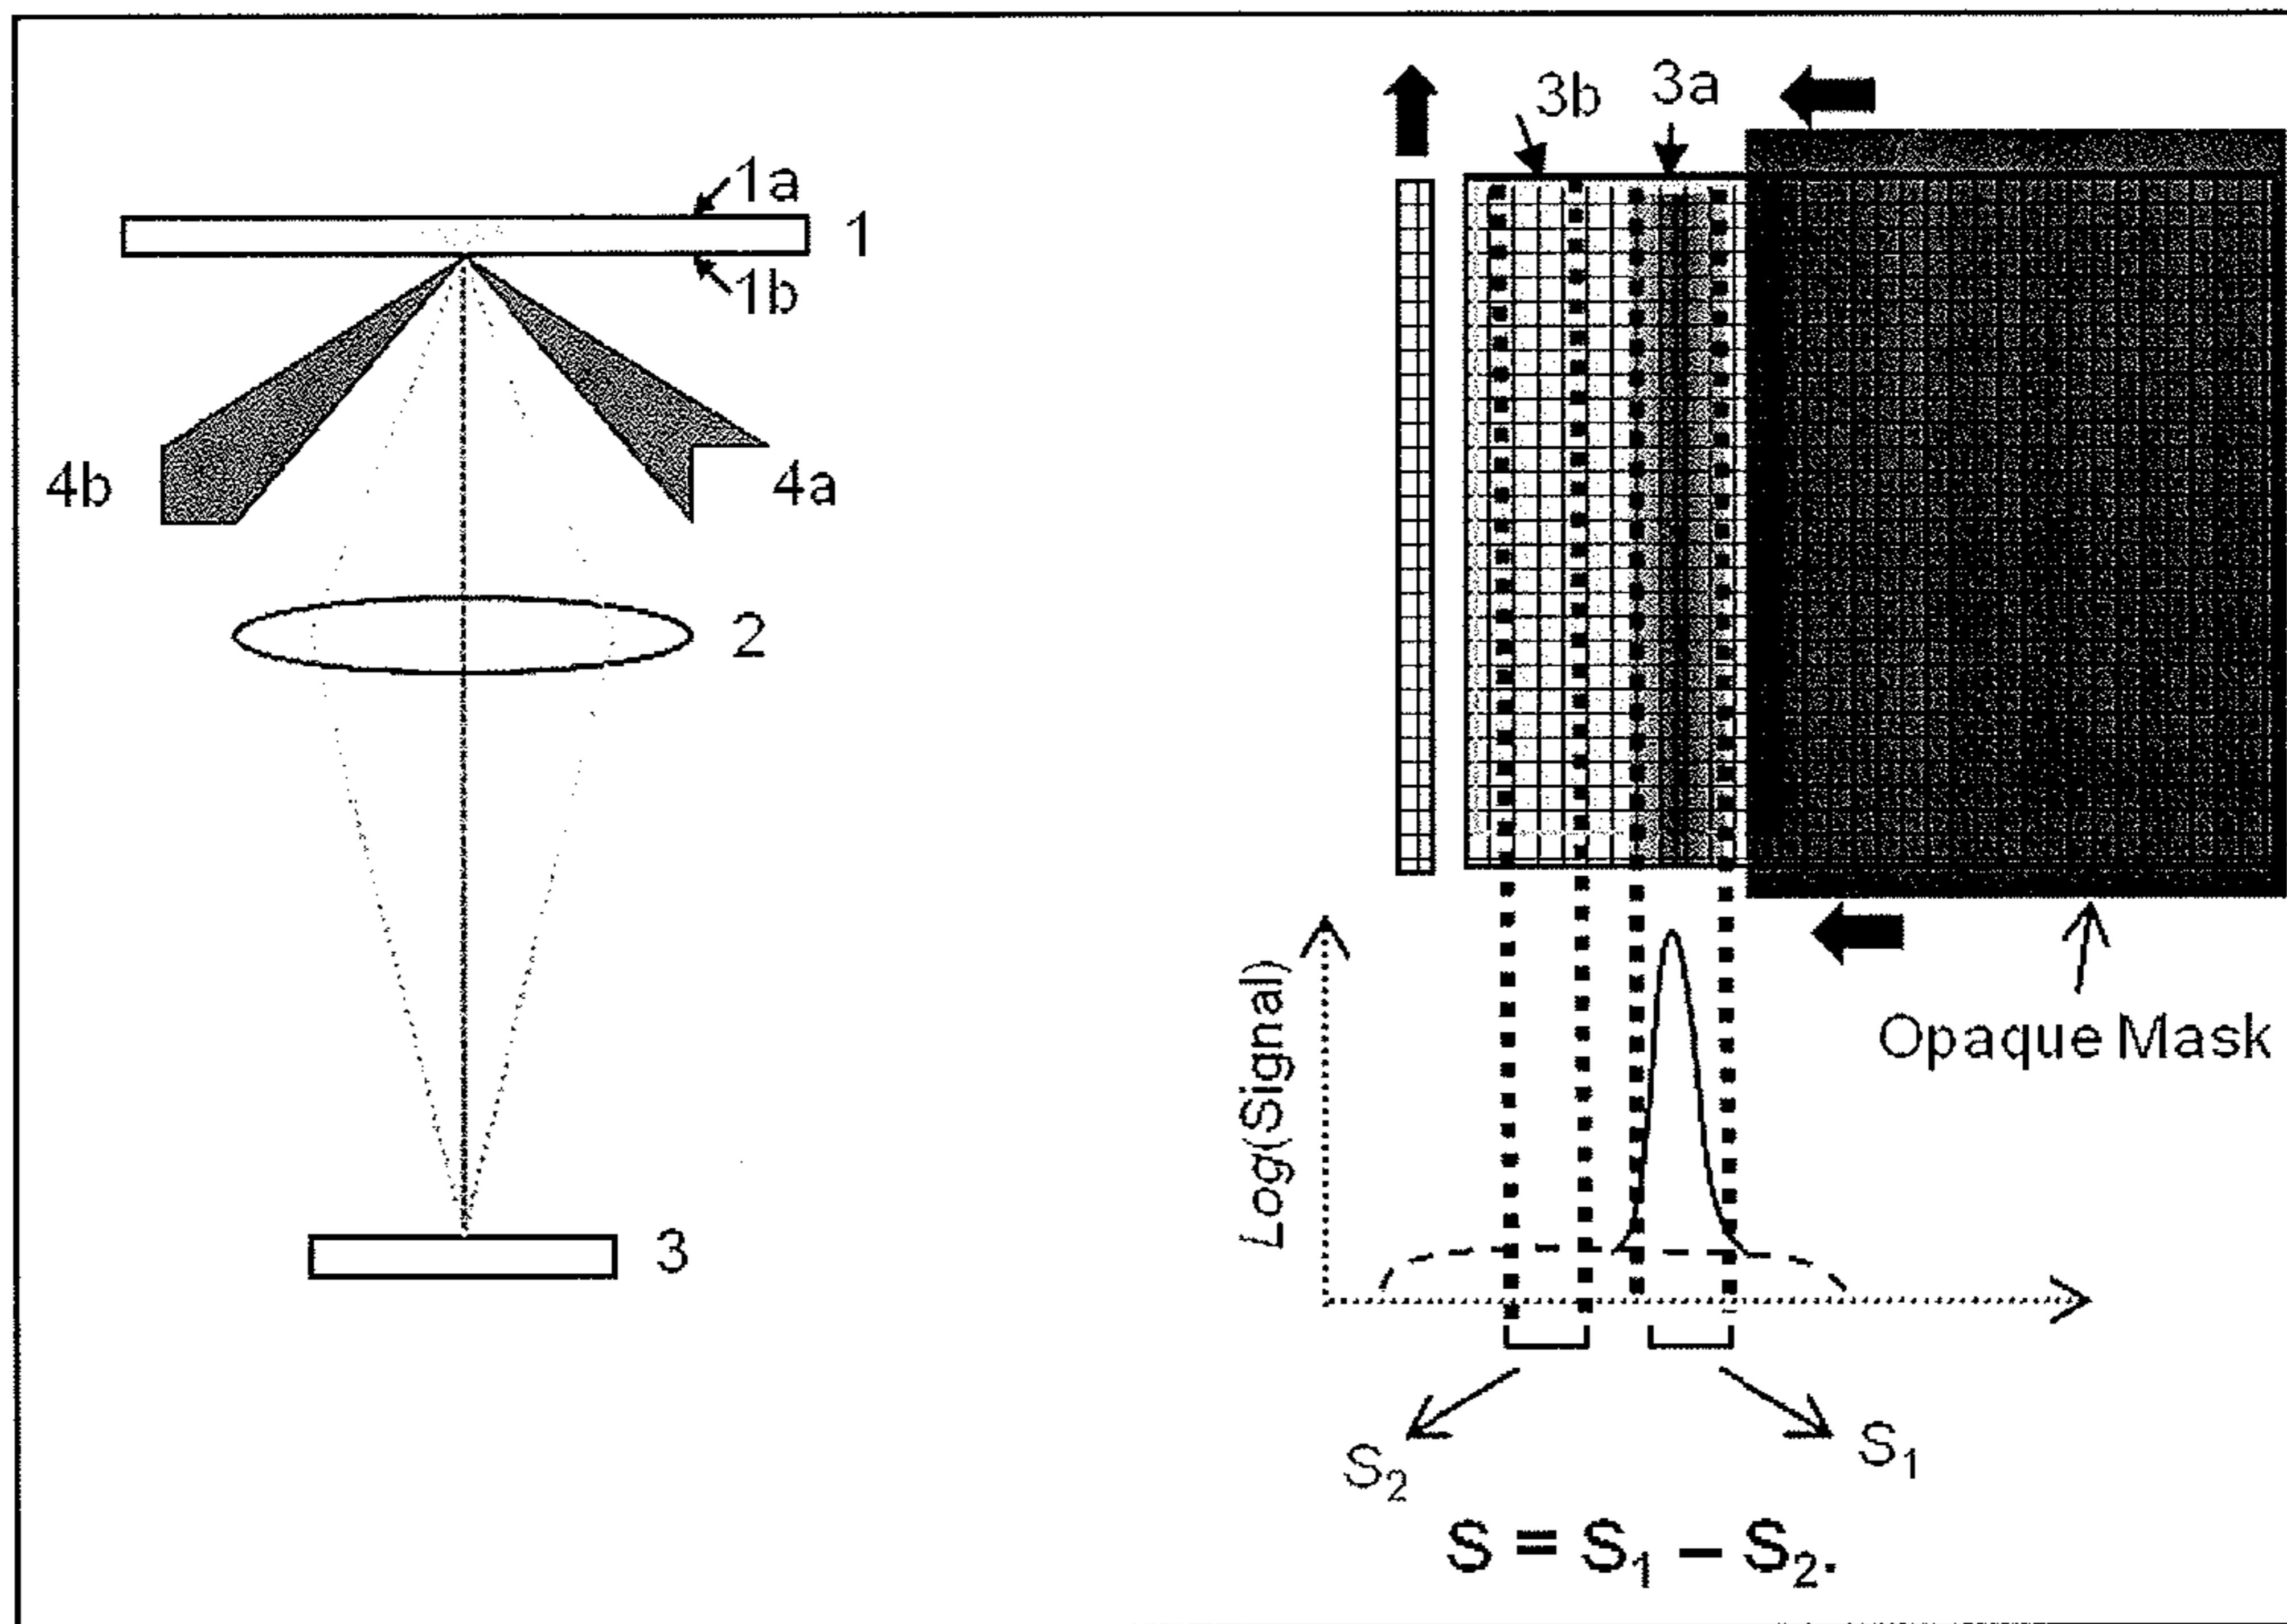 1a
1
1b
4b
4a
2
3
3b
3a
Opaque Mask
Log(Signal)
S2
S1
S = S1 – S2.